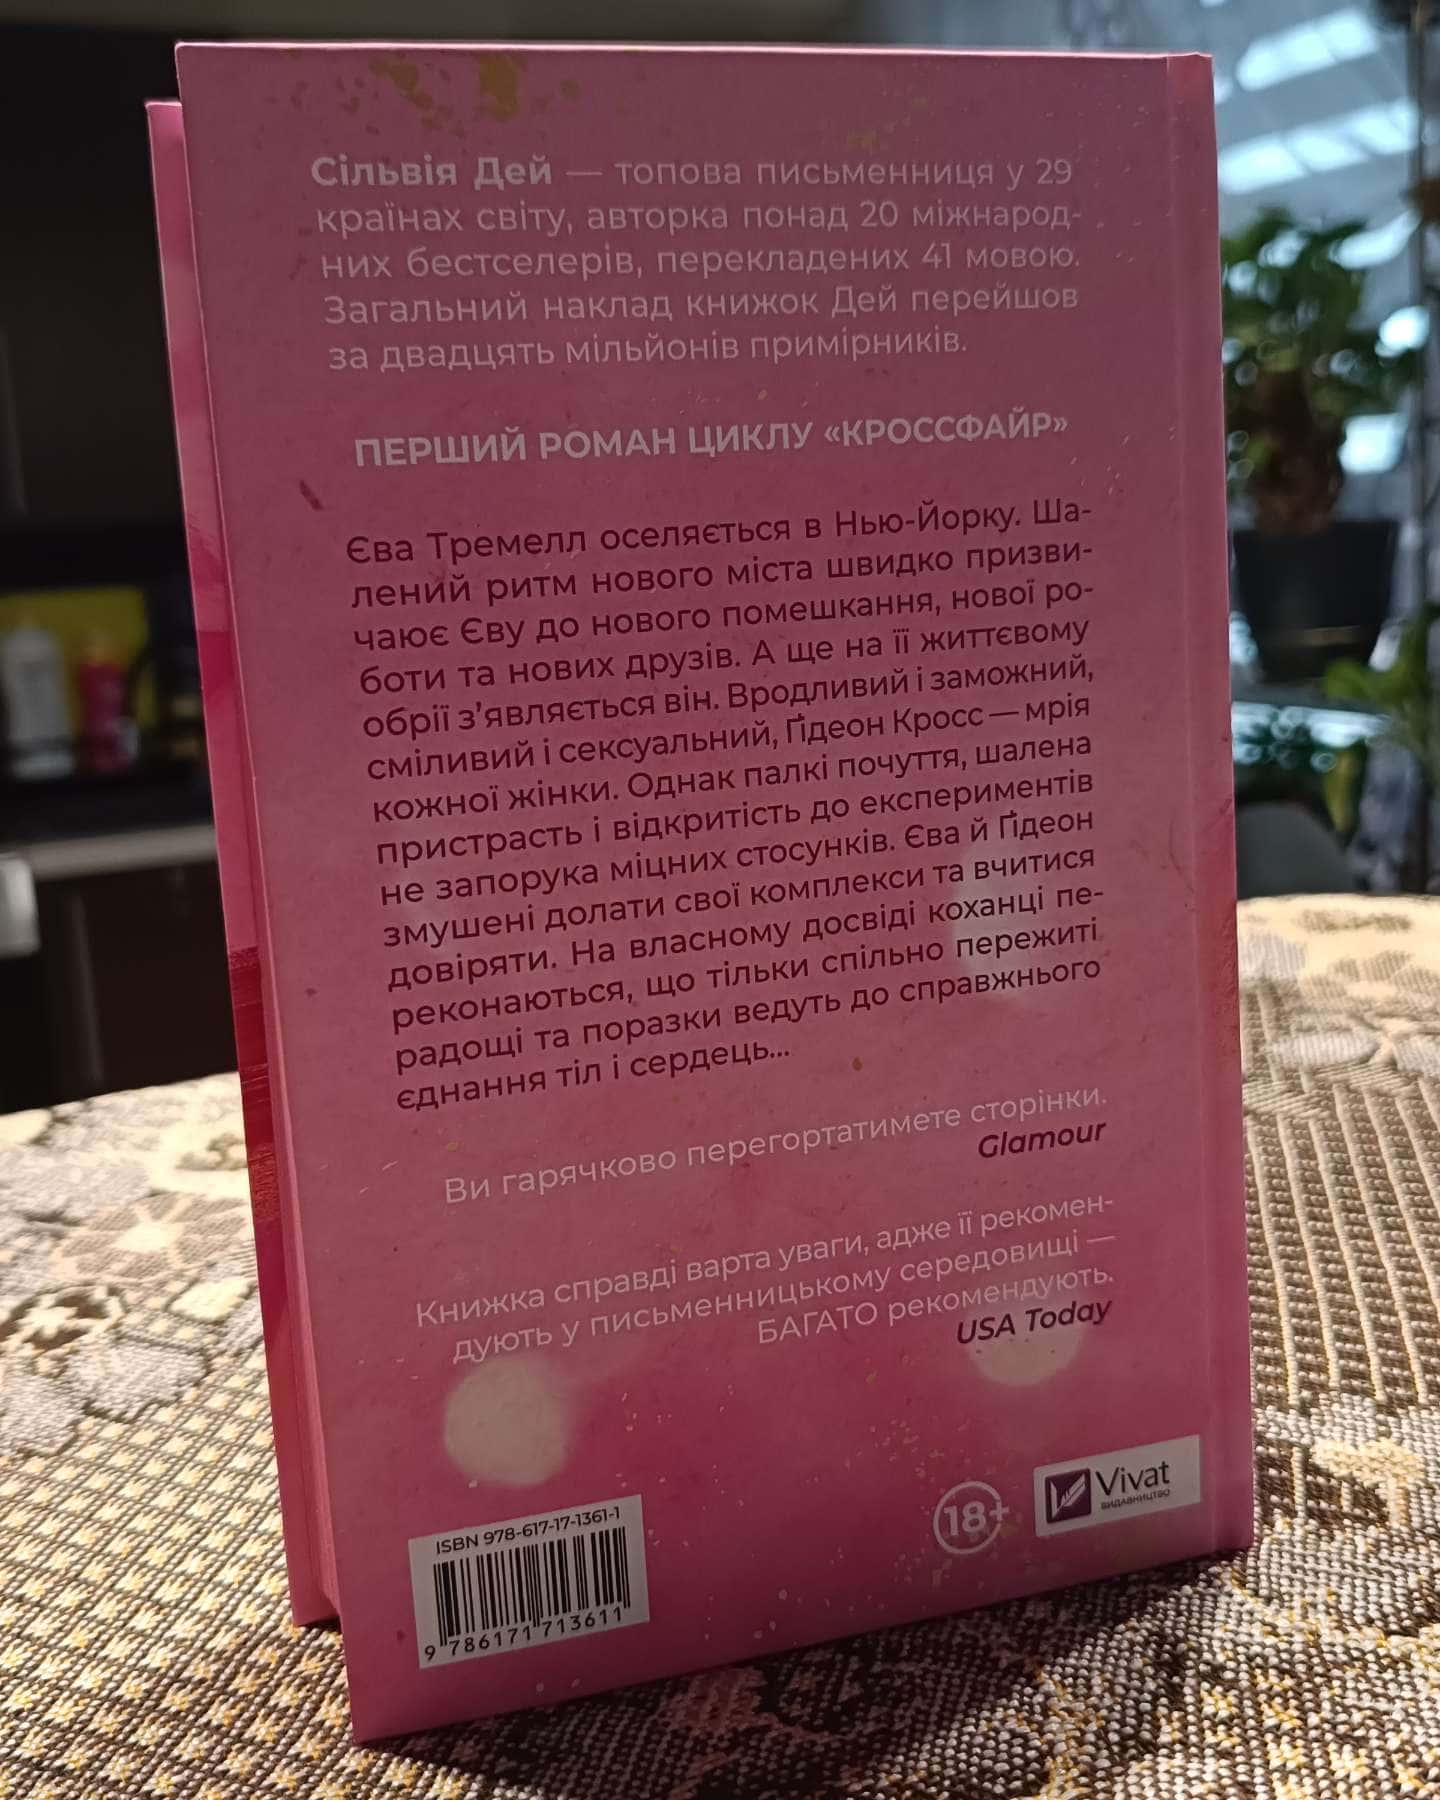 Сільвія Дей — топова письменниця у 29
країнах світу, авторка понад 20 міжнарод-
них бестселерів, перекладених 41 мовою.
Загальний наклад книжок Дей перейшов
за двадцять мільйонів примірників.
ПЕРШИЙ РОМАН ЦИКЛУ «КРОССФАЙР»
Єва Тремелл оселяється в Нью-Йорку. Ша-
лений ритм нового міста швидко призви-
чаює Єву до нового помешкання, нової ро-
боти та нових друзів. А ще на її життєвому
обрії з’являється він. Вродливий і заможний,
сміливий і сексуальний, Ґідеон Кросс — мрія
кожної жінки. Однак палкі почуття, шалена
пристрасть і відкритість до експериментів
не запорука міцних стосунків. Єва й Ґідеон
змушені долати свої комплекси та вчитися
довіряти. На власному досвіді коханці пе-
реконаються, що тільки спільно пережиті
радощі та поразки ведуть до справжнього
єднання тіл і сердець...
Ви гарячково перегортатимете сторінки.
Glamour
Книжка справді варта уваги, адже її рекомен-
дують у письменницькому середовищі —
БАГАТО рекомендують.
USA Today
ISBN 978-617-17-1361-1
9 786171 713611
18+
Vivat
ВИДАВНИЦТВО